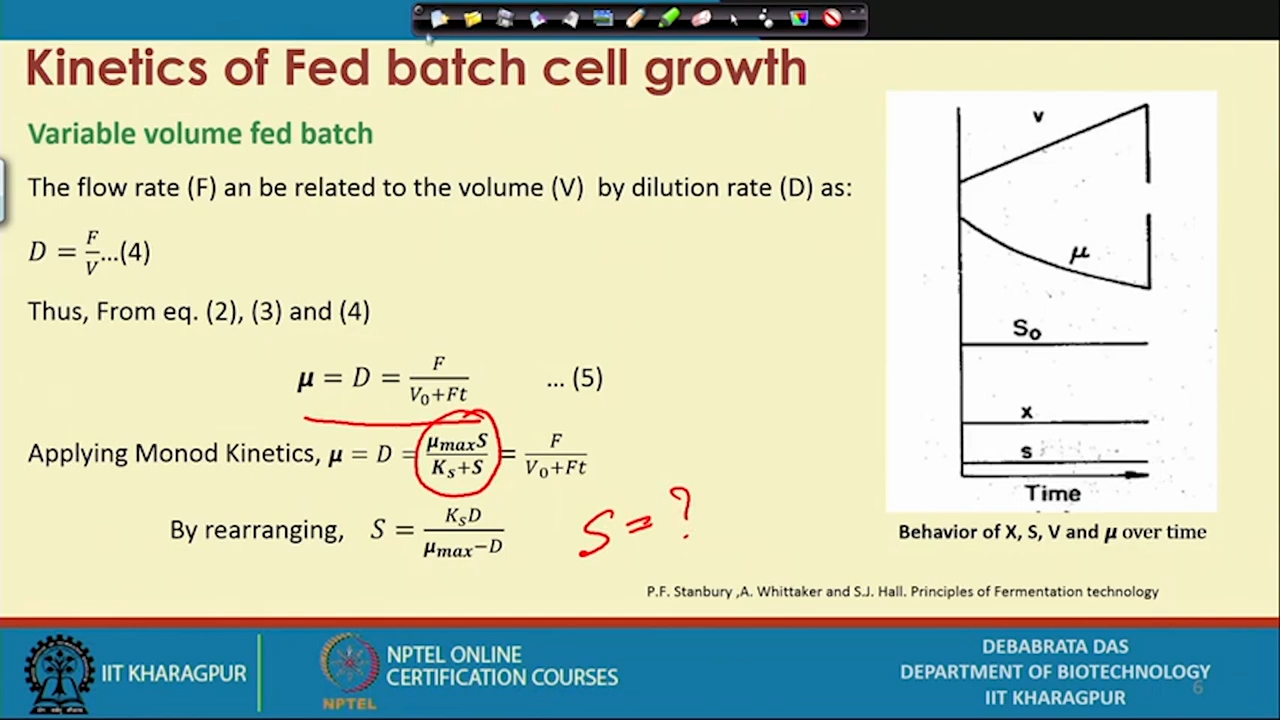 Kinetics of Fed batch cell growth
Variable volume fed batch
The flow rate (F) an be related to the volume (V) by dilution rate (D) as:
D = F/V ...(4)
Thus, From eq. (2), (3) and (4)
μ = D = F/(V₀+Ft) ... (5)
Applying Monod Kinetics, μ = D = μmaxS/(Ks+S) = F/(V₀+Ft)
By rearranging, S = KsD/(μmax−D)
S = ?
V
μ
S₀
x
s
Time
Behavior of X, S, V and μ over time
P.F. Stanbury ,A. Whittaker and S.J. Hall. Principles of Fermentation technology
IIT KHARAGPUR
NPTEL
NPTEL ONLINE
CERTIFICATION COURSES
DEBABRATA DAS
DEPARTMENT OF BIOTECHNOLOGY
IIT KHARAGPUR
6